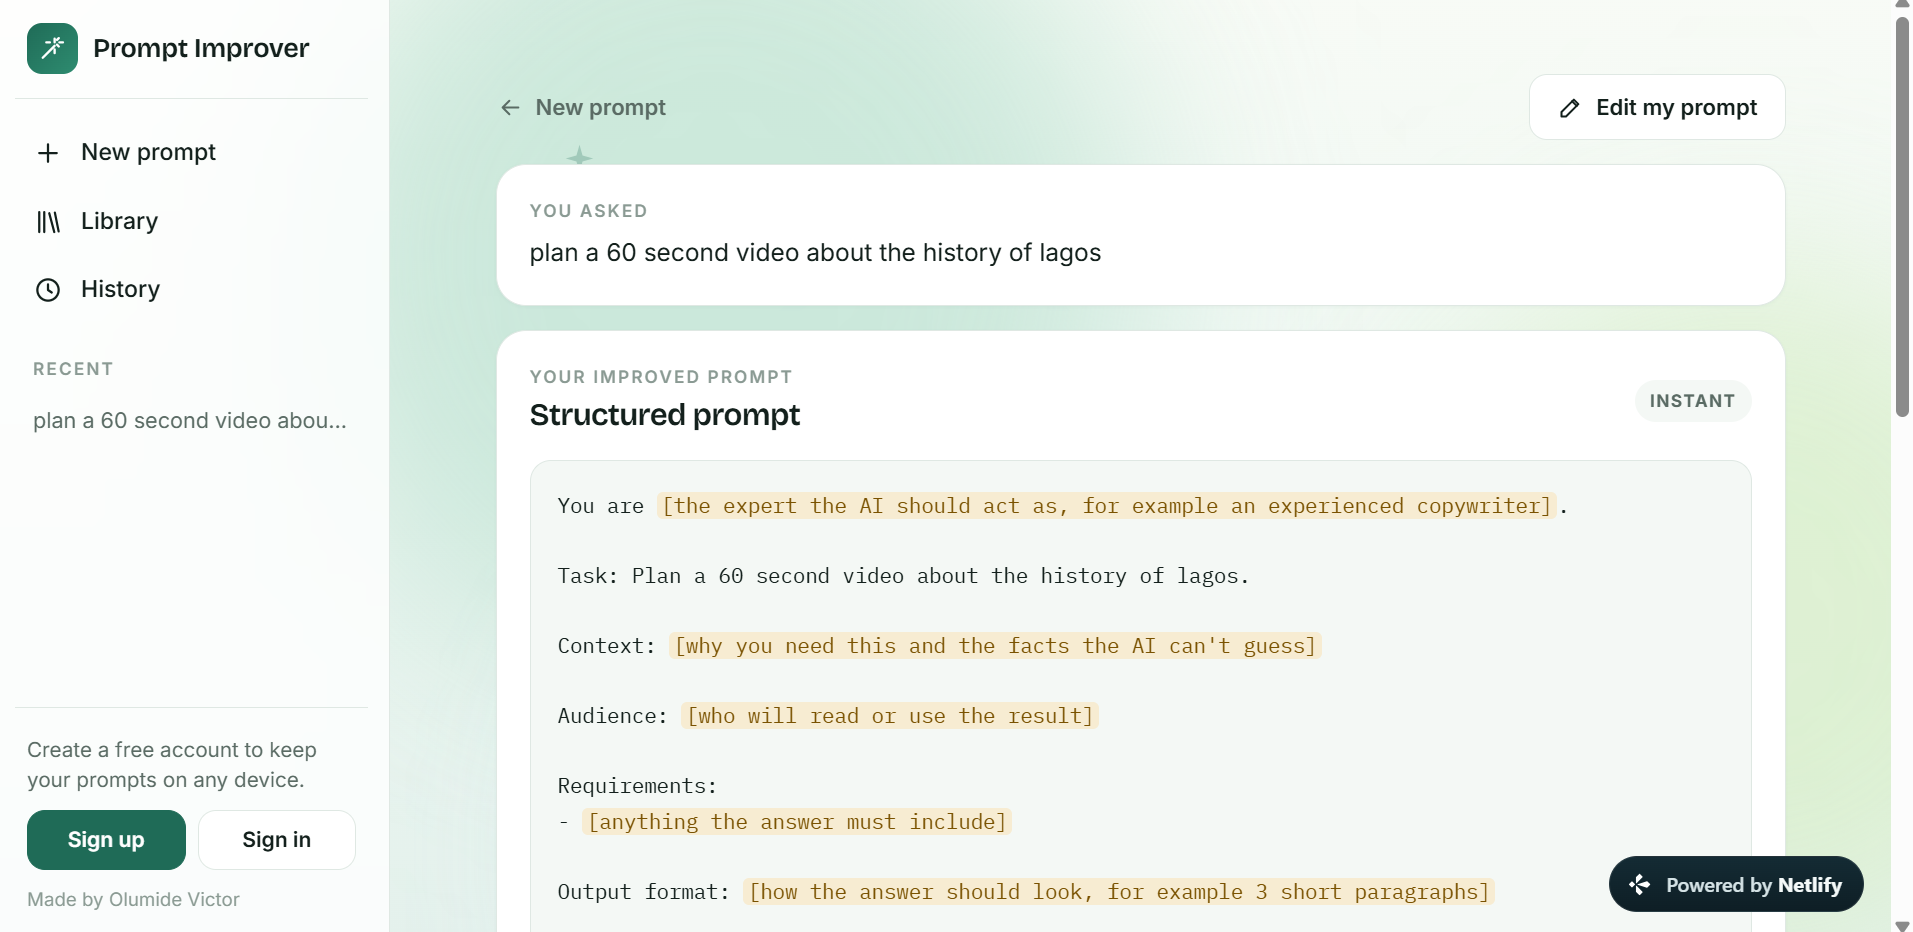 Prompt Improver
New prompt
Library
History
RECENT
plan a 60 second video abou...
Create a free account to keep
your prompts on any device.
Sign up
Sign in
Made by Olumide Victor
New prompt
Edit my prompt
YOU ASKED
plan a 60 second video about the history of lagos
YOUR IMPROVED PROMPT
Structured prompt
INSTANT
You are [the expert the AI should act as, for example an experienced copywriter].
Task: Plan a 60 second video about the history of lagos.
Context: [why you need this and the facts the AI can't guess]
Audience: [who will read or use the result]
Requirements:
- [anything the answer must include]
Output format: [how the answer should look, for example 3 short paragraphs]
Powered by Netlify